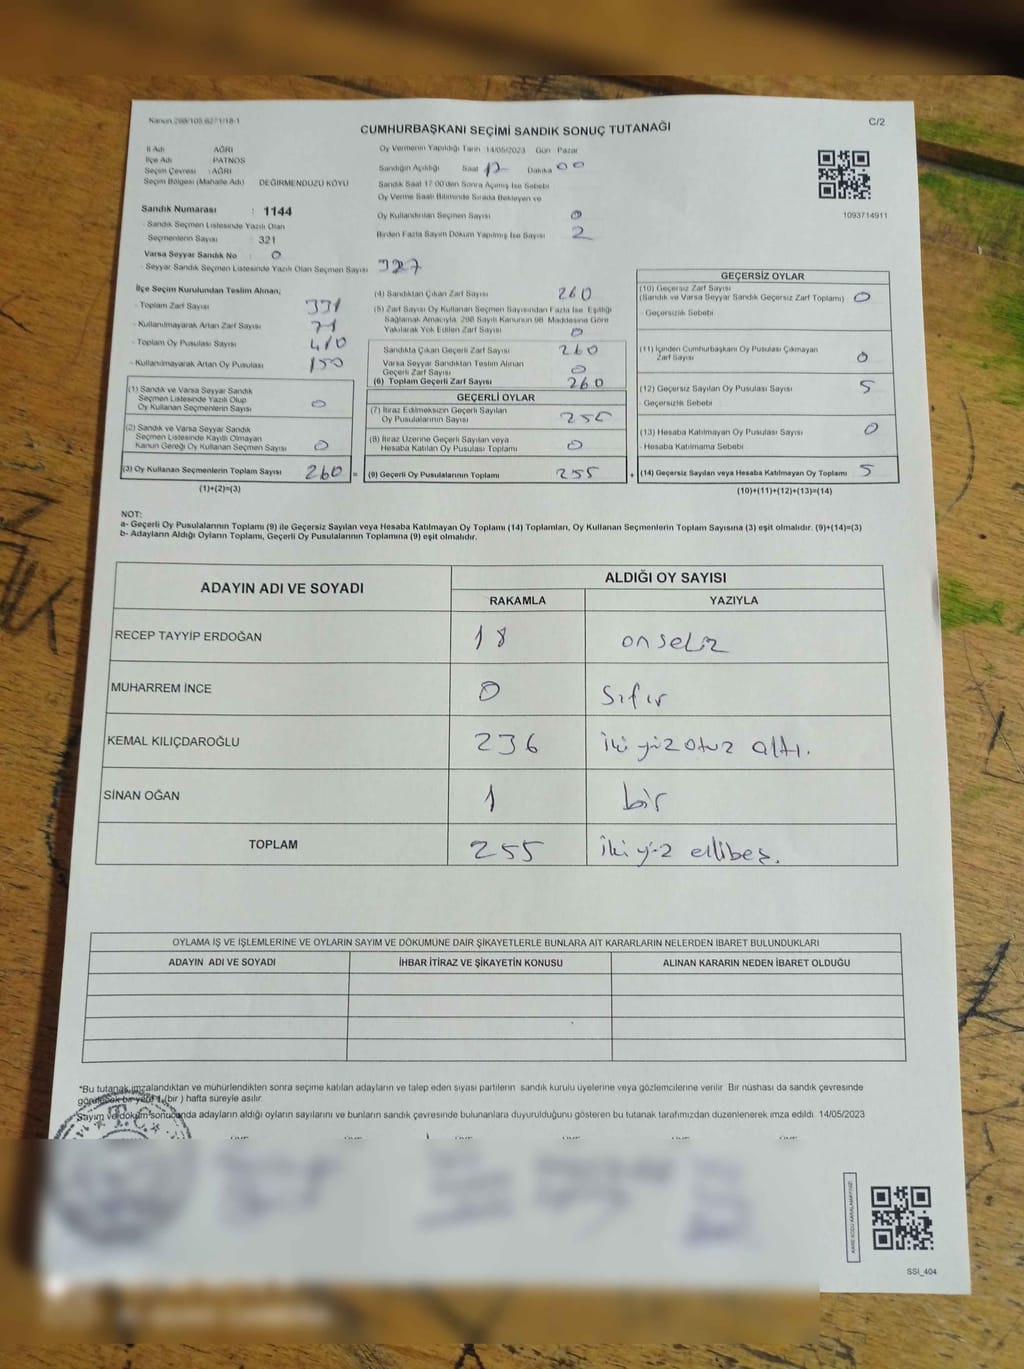 Kanun 298/105.6271/18-1
CUMHURBAŞKANI SEÇİMİ SANDIK SONUÇ TUTANAĞI
C/2
İl Adı AĞRI
İlçe Adı PATNOS
Seçim Çevresi : AĞRI
Seçim Bölgesi (Mahalle Adı) DEĞİRMENDÜZÜ KÖYÜ
Sandık Numarası : 1144
Sandık Seçmen Listesinde Yazılı Olan
Seçmenlerin Sayısı : 321
Varsa Seyyar Sandık No 0
Seyyar Sandık Seçmen Listesinde Yazılı Olan Seçmen Sayısı 327
Oy Vermenin Yapıldığı Tarih 14/05/2023 Gün Pazar
Sandığın Açıldığı Saat 17 Dakika 00
Sandık Saat 17:00'den Sonra Açılmış İse Sebebi
Oy Verme Saati Bitiminde Sırada Bekleyen ve
Oy Kullandırılan Seçmen Sayısı 0
Birden Fazla Sayım Döküm Yapılmış İse Sayısı 2
1093714911
İlçe Seçim Kurulundan Teslim Alınan;
- Toplam Zarf Sayısı 331
- Kullanılmayarak Artan Zarf Sayısı 71
- Toplam Oy Pusulası Sayısı 410
- Kullanılmayarak Artan Oy Pusulası 150
(1) Sandık ve Varsa Seyyar Sandık
Seçmen Listesinde Yazılı Olup
Oy Kullanan Seçmenlerin Sayısı 0
(2) Sandık ve Varsa Seyyar Sandık
Seçmen Listesinde Kayıtlı Olmayan
Kanun Gereği Oy Kullanan Seçmen Sayısı 0
(3) Oy Kullanan Seçmenlerin Toplam Sayısı 260 =
(1)+(2)=(3)
(4) Sandıktan Çıkan Zarf Sayısı 260
(5) Zarf Sayısı Oy Kullanan Seçmen Sayısından Fazla İse, Eşitliği
Sağlamak Amacıyla, 298 Sayılı Kanunun 98. Maddesine Göre
Yakılarak Yok Edilen Zarf Sayısı 0
Sandıkta Çıkan Geçerli Zarf Sayısı 260
Varsa Seyyar Sandıktan Teslim Alınan
Geçerli Zarf Sayısı 0
(6) Toplam Geçerli Zarf Sayısı 260
GEÇERLİ OYLAR
(7) İtiraz Edilmeksizin Geçerli Sayılan
Oy Pusulalarının Sayısı 255
(8) İtiraz Üzerine Geçerli Sayılan veya
Hesaba Katılan Oy Pusulaları Toplamı 0
(9) Geçerli Oy Pusulalarının Toplamı 255 +
GEÇERSİZ OYLAR
(10) Geçersiz Zarf Sayısı
(Sandık ve Varsa Seyyar Sandık Geçersiz Zarf Toplamı) 0
- Geçersizlik Sebebi
(11) İçinden Cumhurbaşkanı Oy Pusulası Çıkmayan
Zarf Sayısı 0
(12) Geçersiz Sayılan Oy Pusulası Sayısı 5
- Geçersizlik Sebebi
(13) Hesaba Katılmayan Oy Pusulası Sayısı 0
Hesaba Katılmama Sebebi
(14) Geçersiz Sayılan veya Hesaba Katılmayan Oy Toplamı 5
(10)+(11)+(12)+(13)=(14)
NOT:
a- Geçerli Oy Pusulalarının Toplamı (9) ile Geçersiz Sayılan veya Hesaba Katılmayan Oy Toplamı (14) Toplamları, Oy Kullanan Seçmenlerin Toplam Sayısına (3) eşit olmalıdır. (9)+(14)=(3)
b- Adayların Aldığı Oyların Toplamı, Geçerli Oy Pusulalarının Toplamına (9) eşit olmalıdır.
ADAYIN ADI VE SOYADI
ALDIĞI OY SAYISI
RAKAMLA YAZIYLA
RECEP TAYYİP ERDOĞAN 18 on sekiz
MUHARREM İNCE 0 Sıfır
KEMAL KILIÇDAROĞLU 236 iki yüz otuz altı.
SİNAN OĞAN 1 bir
TOPLAM 255 iki yüz elli beş.
OYLAMA İŞ VE İŞLEMLERİNE VE OYLARIN SAYIM VE DÖKÜMÜNE DAİR ŞİKAYETLERLE BUNLARA AİT KARARLARIN NELERDEN İBARET BULUNDUKLARI
ADAYIN ADI VE SOYADI İHBAR İTİRAZ VE ŞİKAYETİN KONUSU ALINAN KARARIN NEDEN İBARET OLDUĞU
*Bu tutanak imzalandıktan ve mühürlendikten sonra seçime katılan adayların ve talep eden siyasi partilerin sandık kurulu üyelerine veya gözlemcilerine verilir. Bir nüshası da sandık çevresinde
görülecek bir yere 1 (bir ) hafta süreyle asılır.
Sayım ve döküm sonucunda adayların aldığı oyların sayılarını ve bunların sandık çevresinde bulunanlara duyurulduğunu gösteren bu tutanak tarafımızdan düzenlenerek imza edildi. 14/05/2023
T.C.
KARE KODU KARALAMAYINIZ
SSI_404